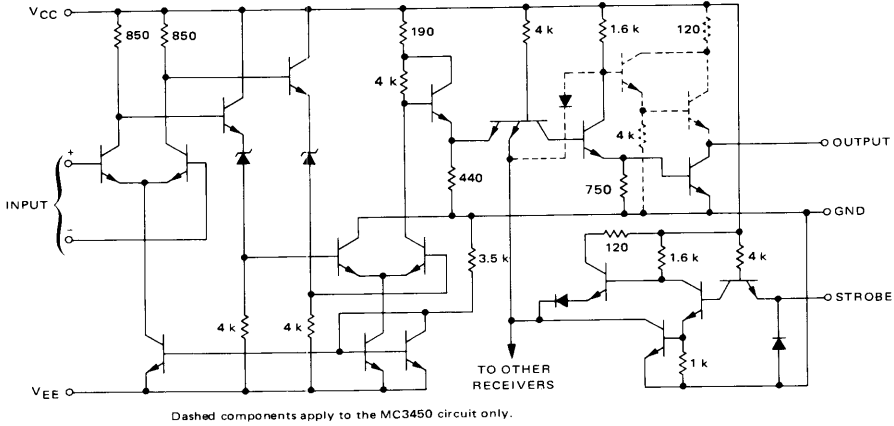 VCC
850
850
190
4 k
1.6 k
120
4 k
4 k
OUTPUT
+
440
750
INPUT
GND
−
120
3.5 k
1.6 k
4 k
STROBE
4 k
4 k
1 k
TO OTHER
RECEIVERS
VEE
Dashed components apply to the MC3450 circuit only.